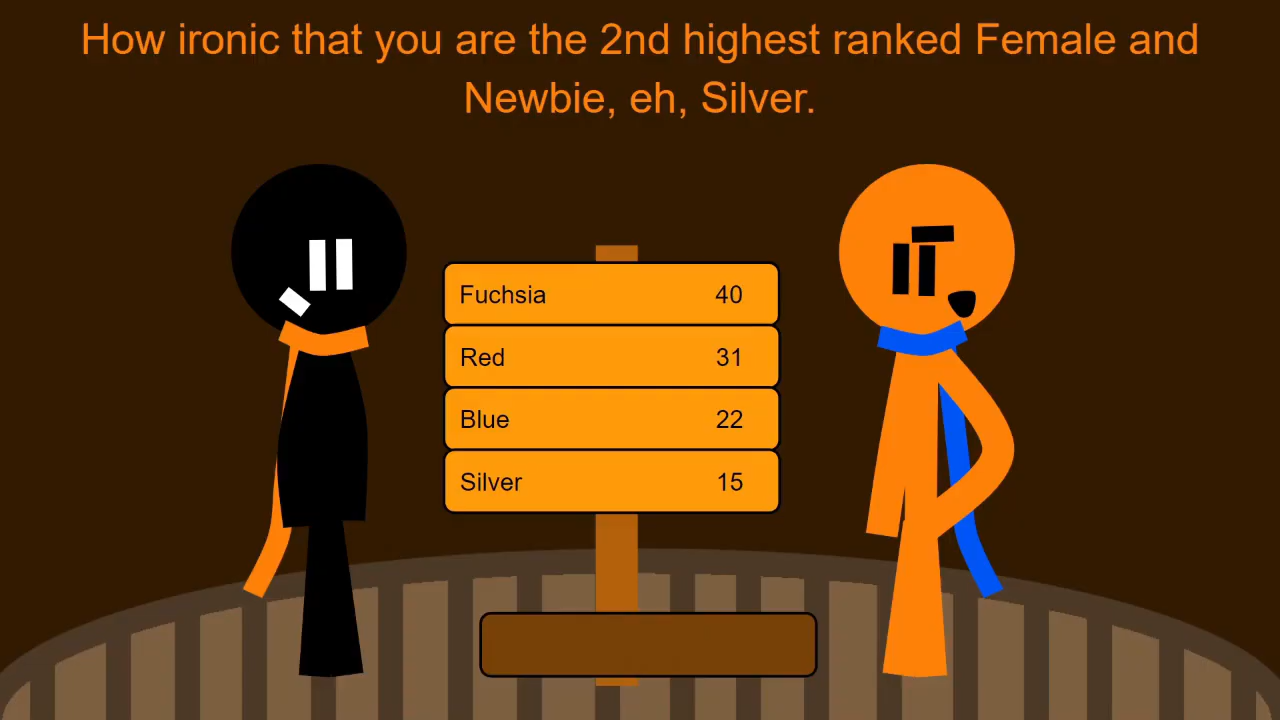 How ironic that you are the 2nd highest ranked Female and
Newbie, eh, Silver.
Fuchsia 40
Red 31
Blue 22
Silver 15